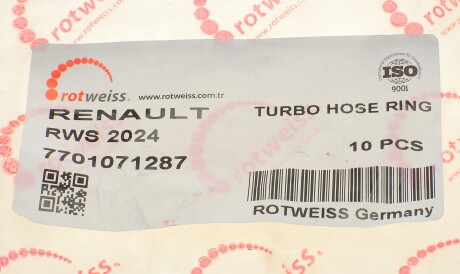 rotweiss.
www.rotweiss.com.tr
RENAULT
RWS 2024
7701071287
ISO
9001
TURBO HOSE RING
10 PCS
ROTWEISS Germany